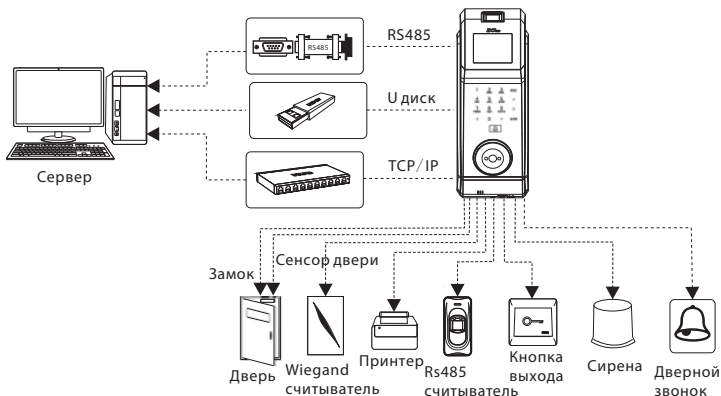 RS485
RS485
U диск
TCP/IP
Сервер
Замок
Сенсор двери
Дверь
Wiegand
считыватель
Принтер
Rs485
считыватель
Кнопка
выхода
Сирена
Дверной
звонок